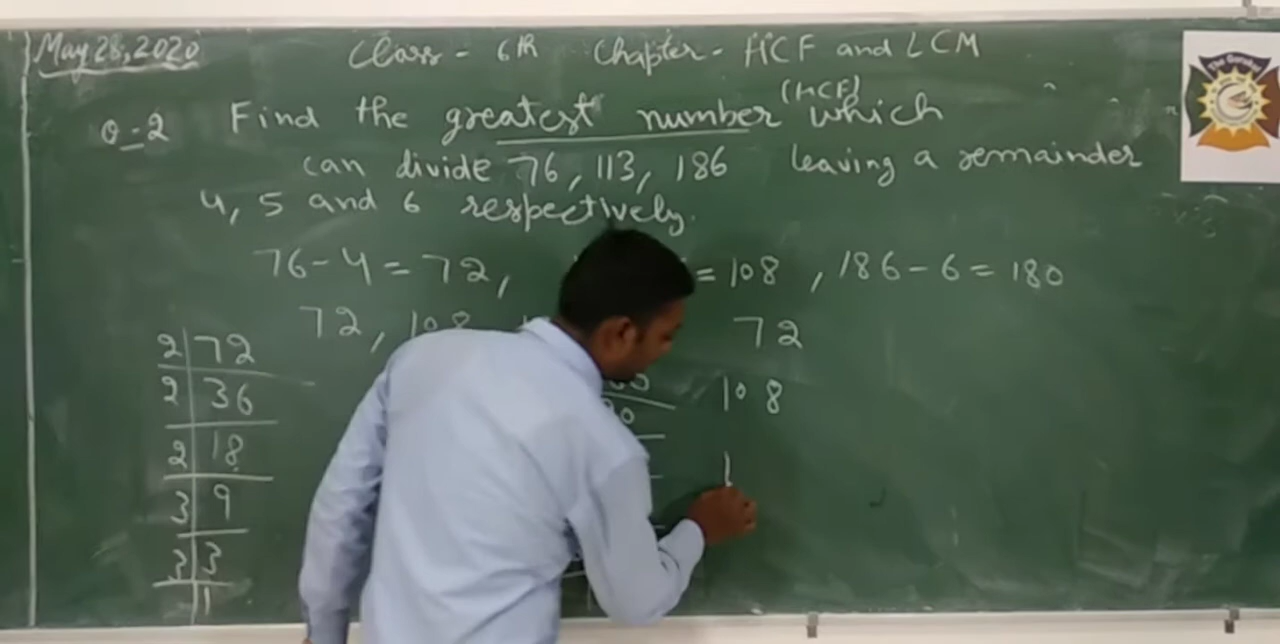 May 28, 2020 Class - 6th Chapter - HCF and LCM
(HCF)
Q-2 Find the greatest number which
can divide 76, 113, 186 leaving a remainder
4, 5 and 6 respectively.
76-4=72, =108, 186-6=180
72, 108 72
2 72
2 36 108
2 18
3 9
3 3
1